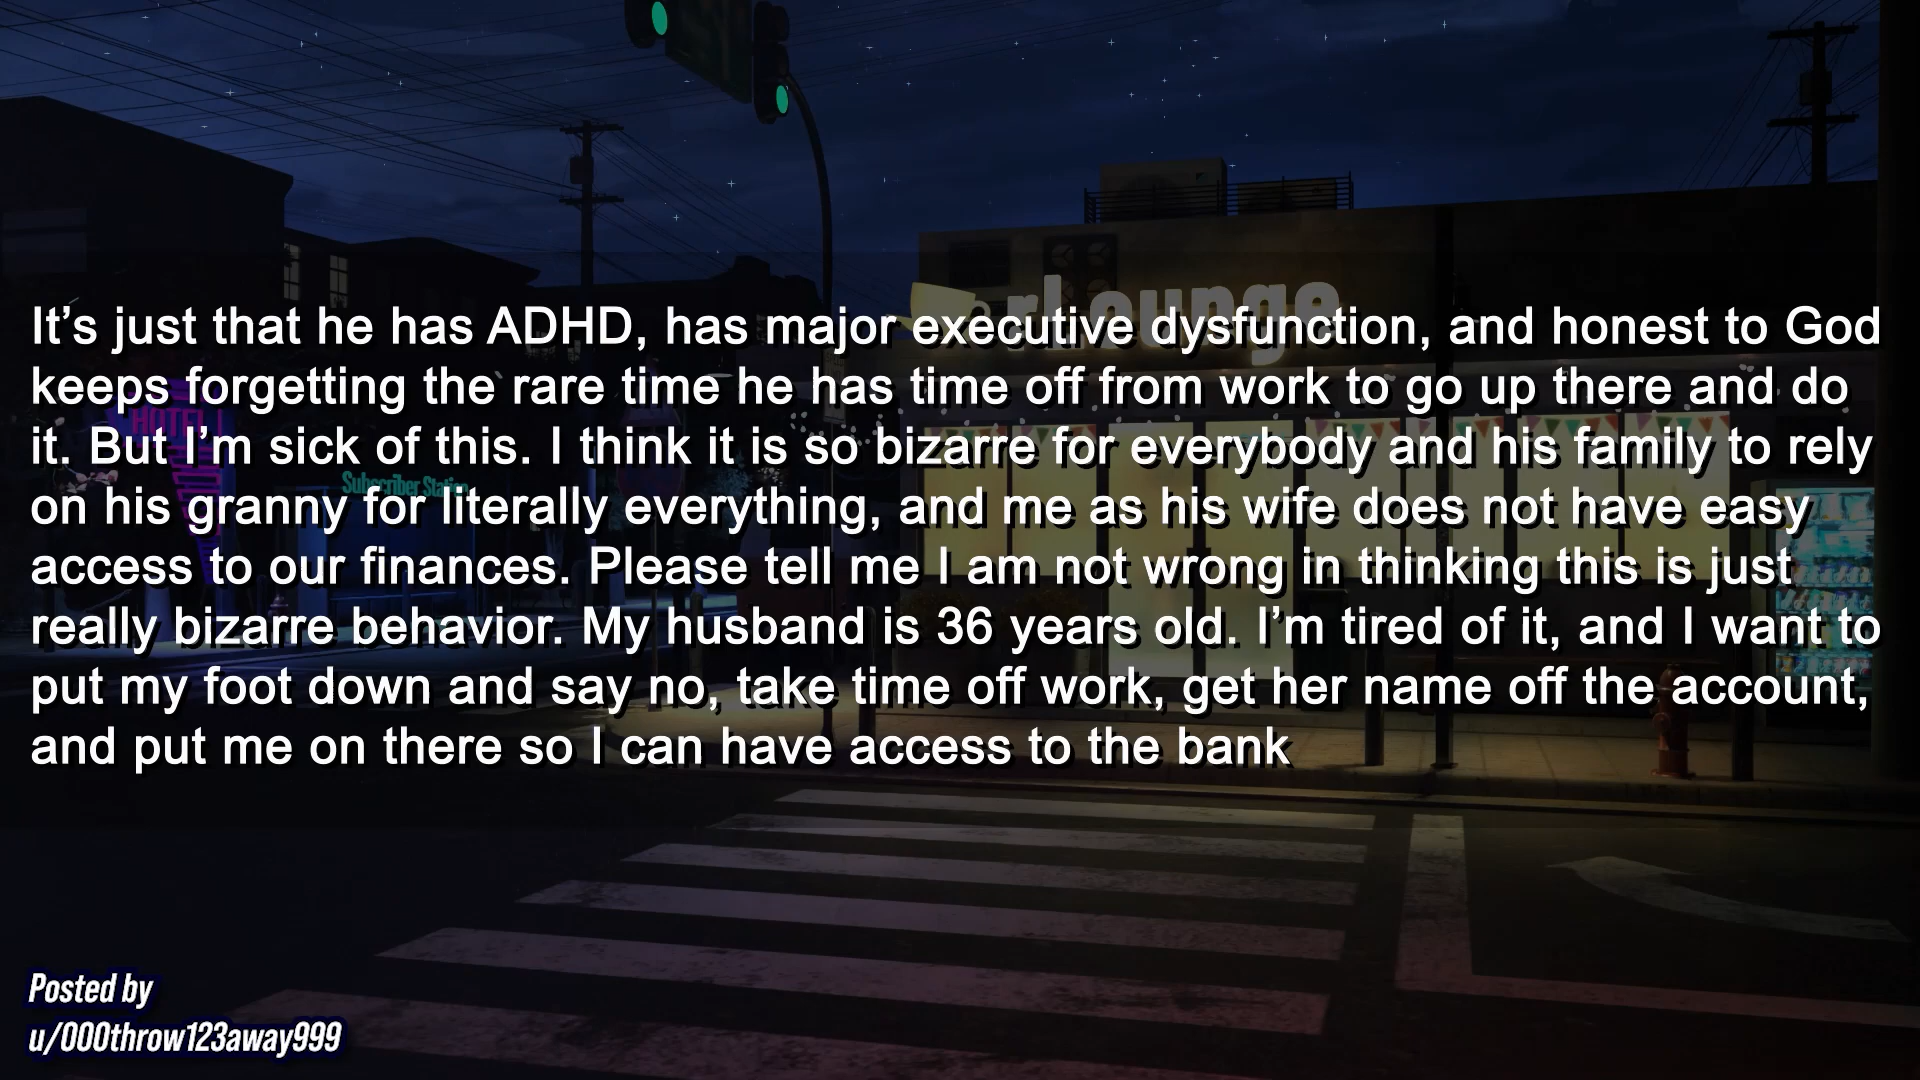 It’s just that he has ADHD, has major executive dysfunction, and honest to God
keeps forgetting the rare time he has time off from work to go up there and do
it. But I’m sick of this. I think it is so bizarre for everybody and his family to rely
on his granny for literally everything, and me as his wife does not have easy
access to our finances. Please tell me I am not wrong in thinking this is just
really bizarre behavior. My husband is 36 years old. I’m tired of it, and I want to
put my foot down and say no, take time off work, get her name off the account,
and put me on there so I can have access to the bank
rLounge
HOTEL
Subscriber Station
Posted by
u/000throw123away999